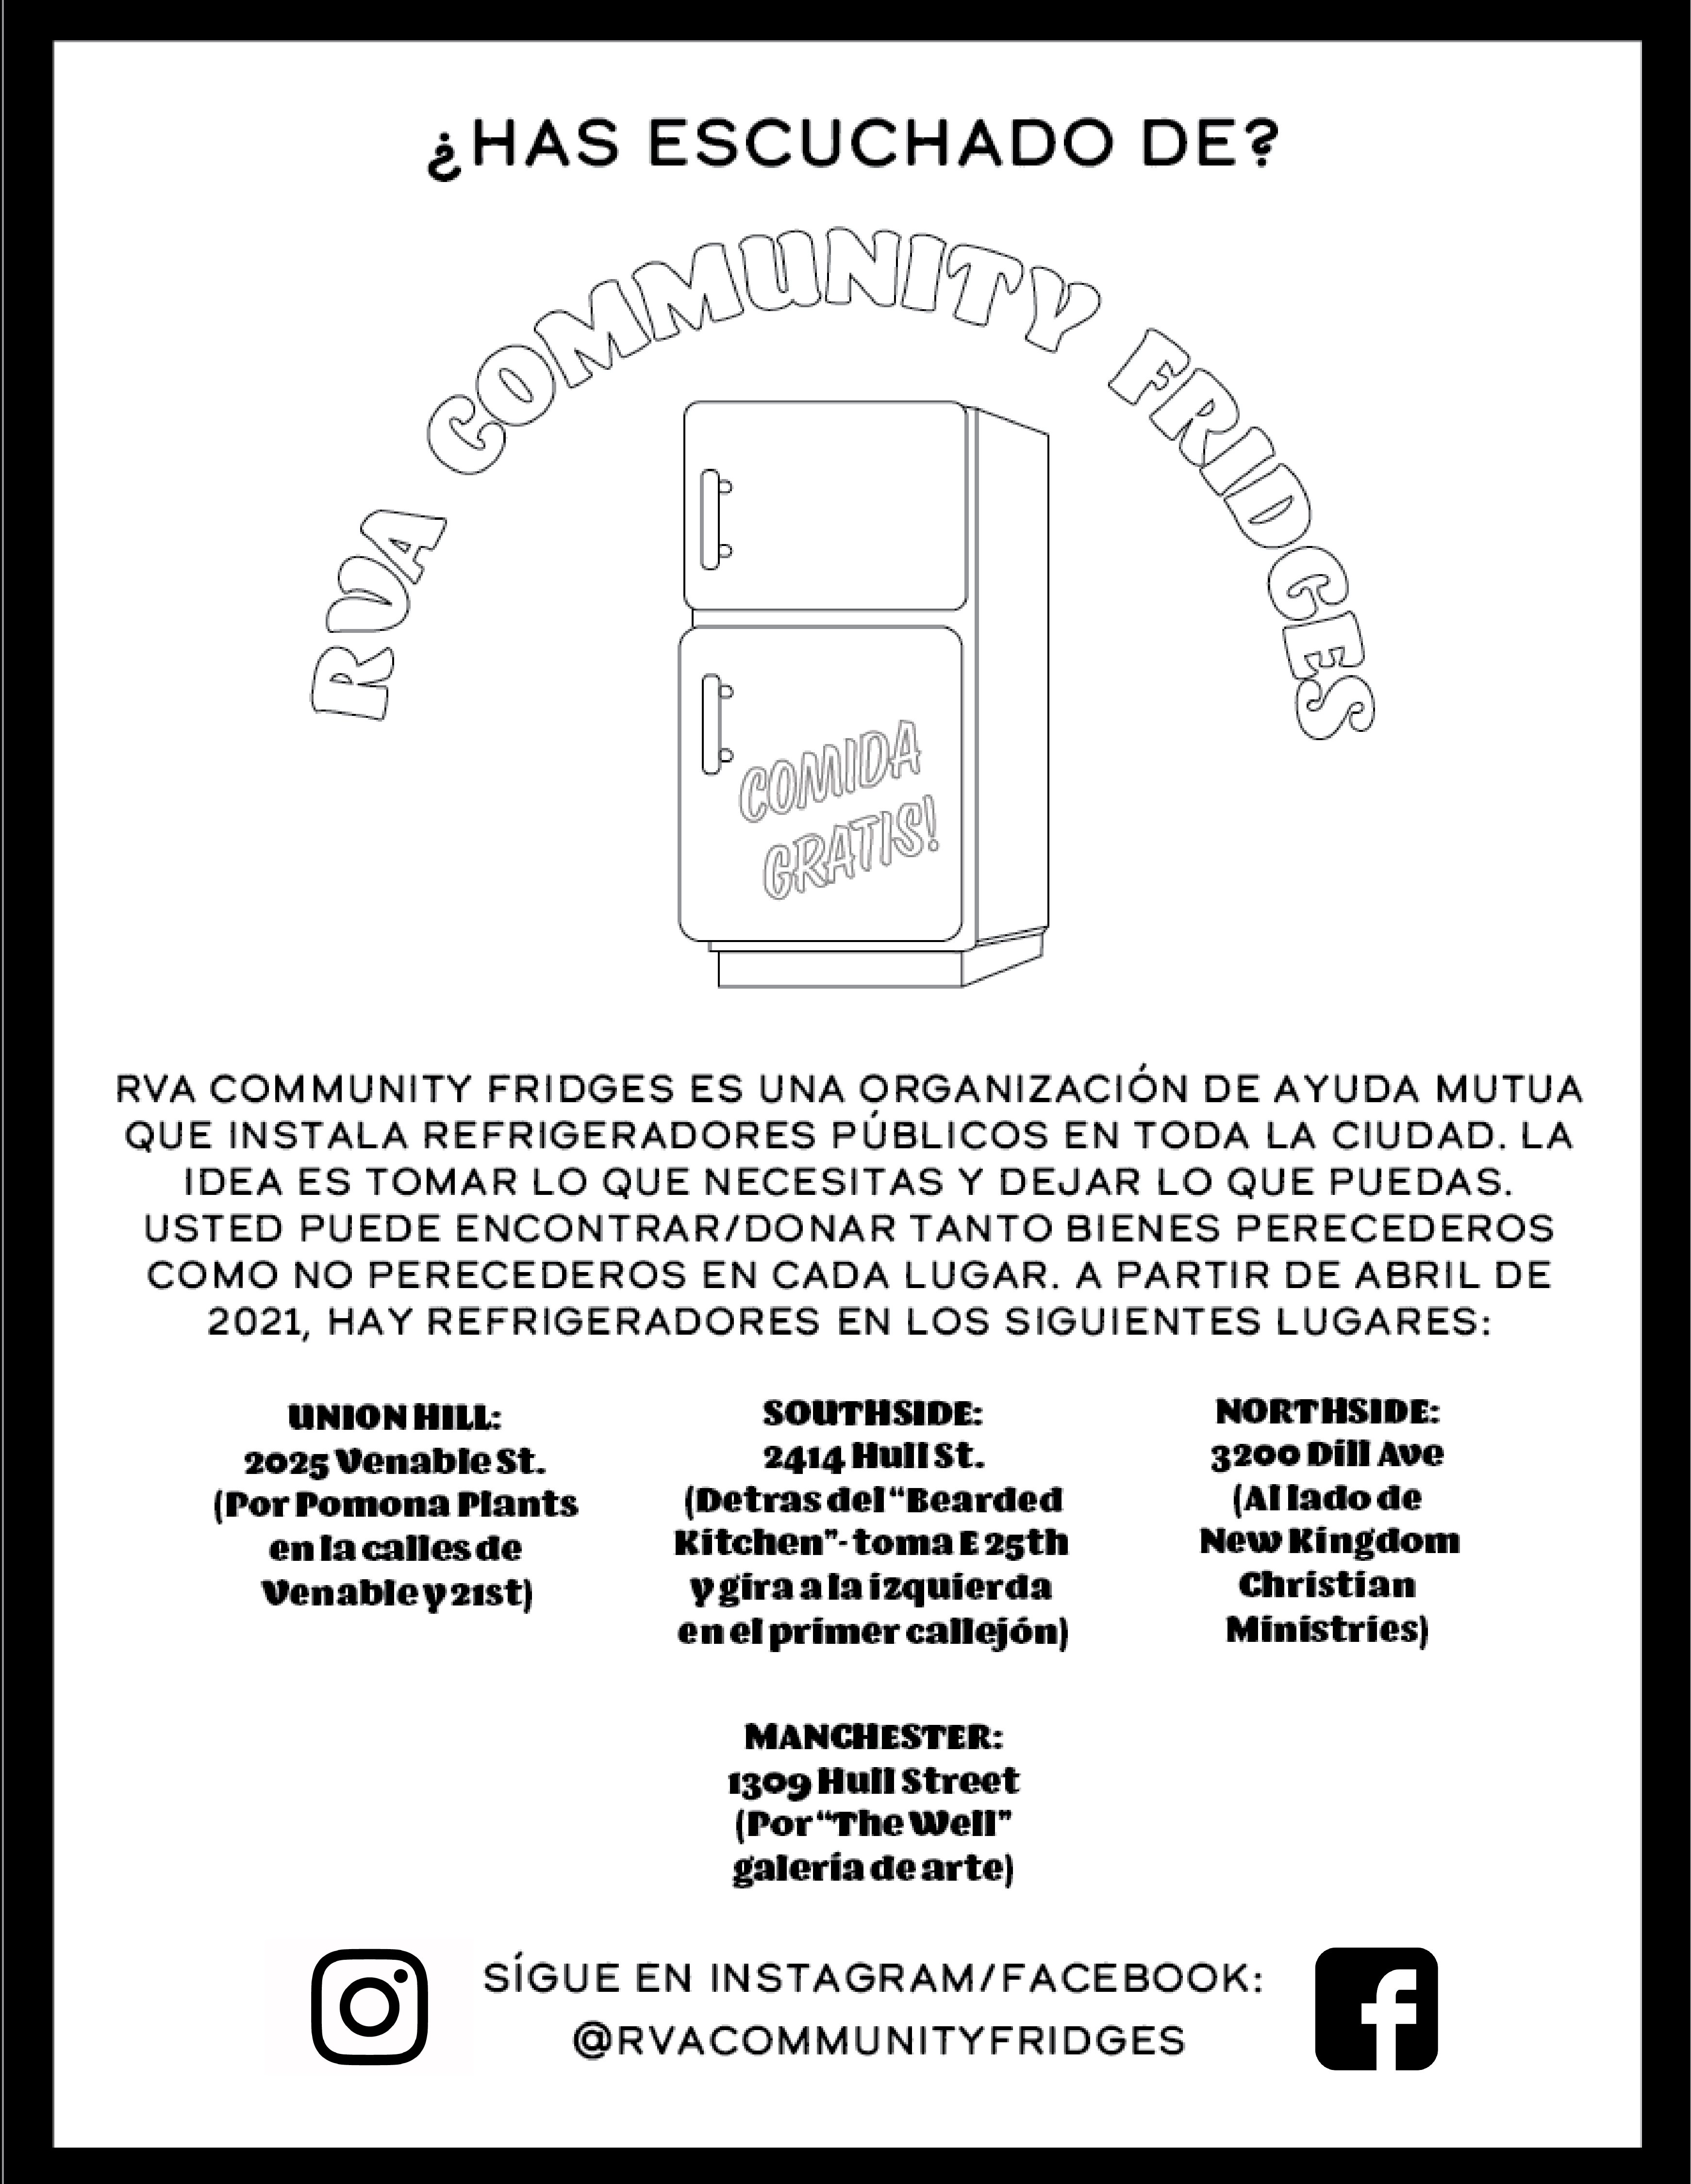 ¿HAS ESCUCHADO DE?
RVA COMMUNITY FRIDGES
COMIDA
GRATIS!
RVA COMMUNITY FRIDGES ES UNA ORGANIZACIÓN DE AYUDA MUTUA
QUE INSTALA REFRIGERADORES PÚBLICOS EN TODA LA CIUDAD. LA
IDEA ES TOMAR LO QUE NECESITAS Y DEJAR LO QUE PUEDAS.
USTED PUEDE ENCONTRAR/DONAR TANTO BIENES PERECEDEROS
COMO NO PERECEDEROS EN CADA LUGAR. A PARTIR DE ABRIL DE
2021, HAY REFRIGERADORES EN LOS SIGUIENTES LUGARES:
UNION HILL:
2025 Venable St.
(Por Pomona Plants
en la calles de
Venable y 21st)
SOUTHSIDE:
2414 Hull St.
(Detras del “Bearded
Kitchen”- toma E 25th
y gira a la izquierda
en el primer callejón)
NORTHSIDE:
3200 Dill Ave
(Al lado de
New Kingdom
Christian
Ministries)
MANCHESTER:
1309 Hull Street
(Por “The Well”
galería de arte)
SÍGUE EN INSTAGRAM/FACEBOOK:
@RVACOMMUNITYFRIDGES